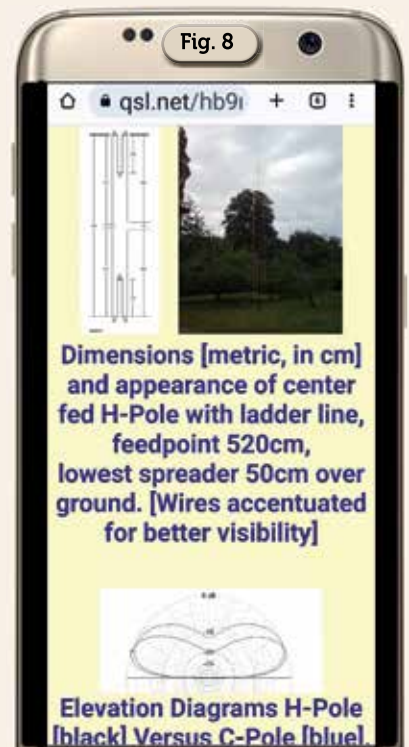 Fig. 8
qsl.net/hb9
Dimensions [metric, in cm]
and appearance of center
fed H-Pole with ladder line,
feedpoint 520cm,
lowest spreader 50cm over
ground. [Wires accentuated
for better visibility]
Elevation Diagrams H-Pole
[black] Versus C-Pole [blue].